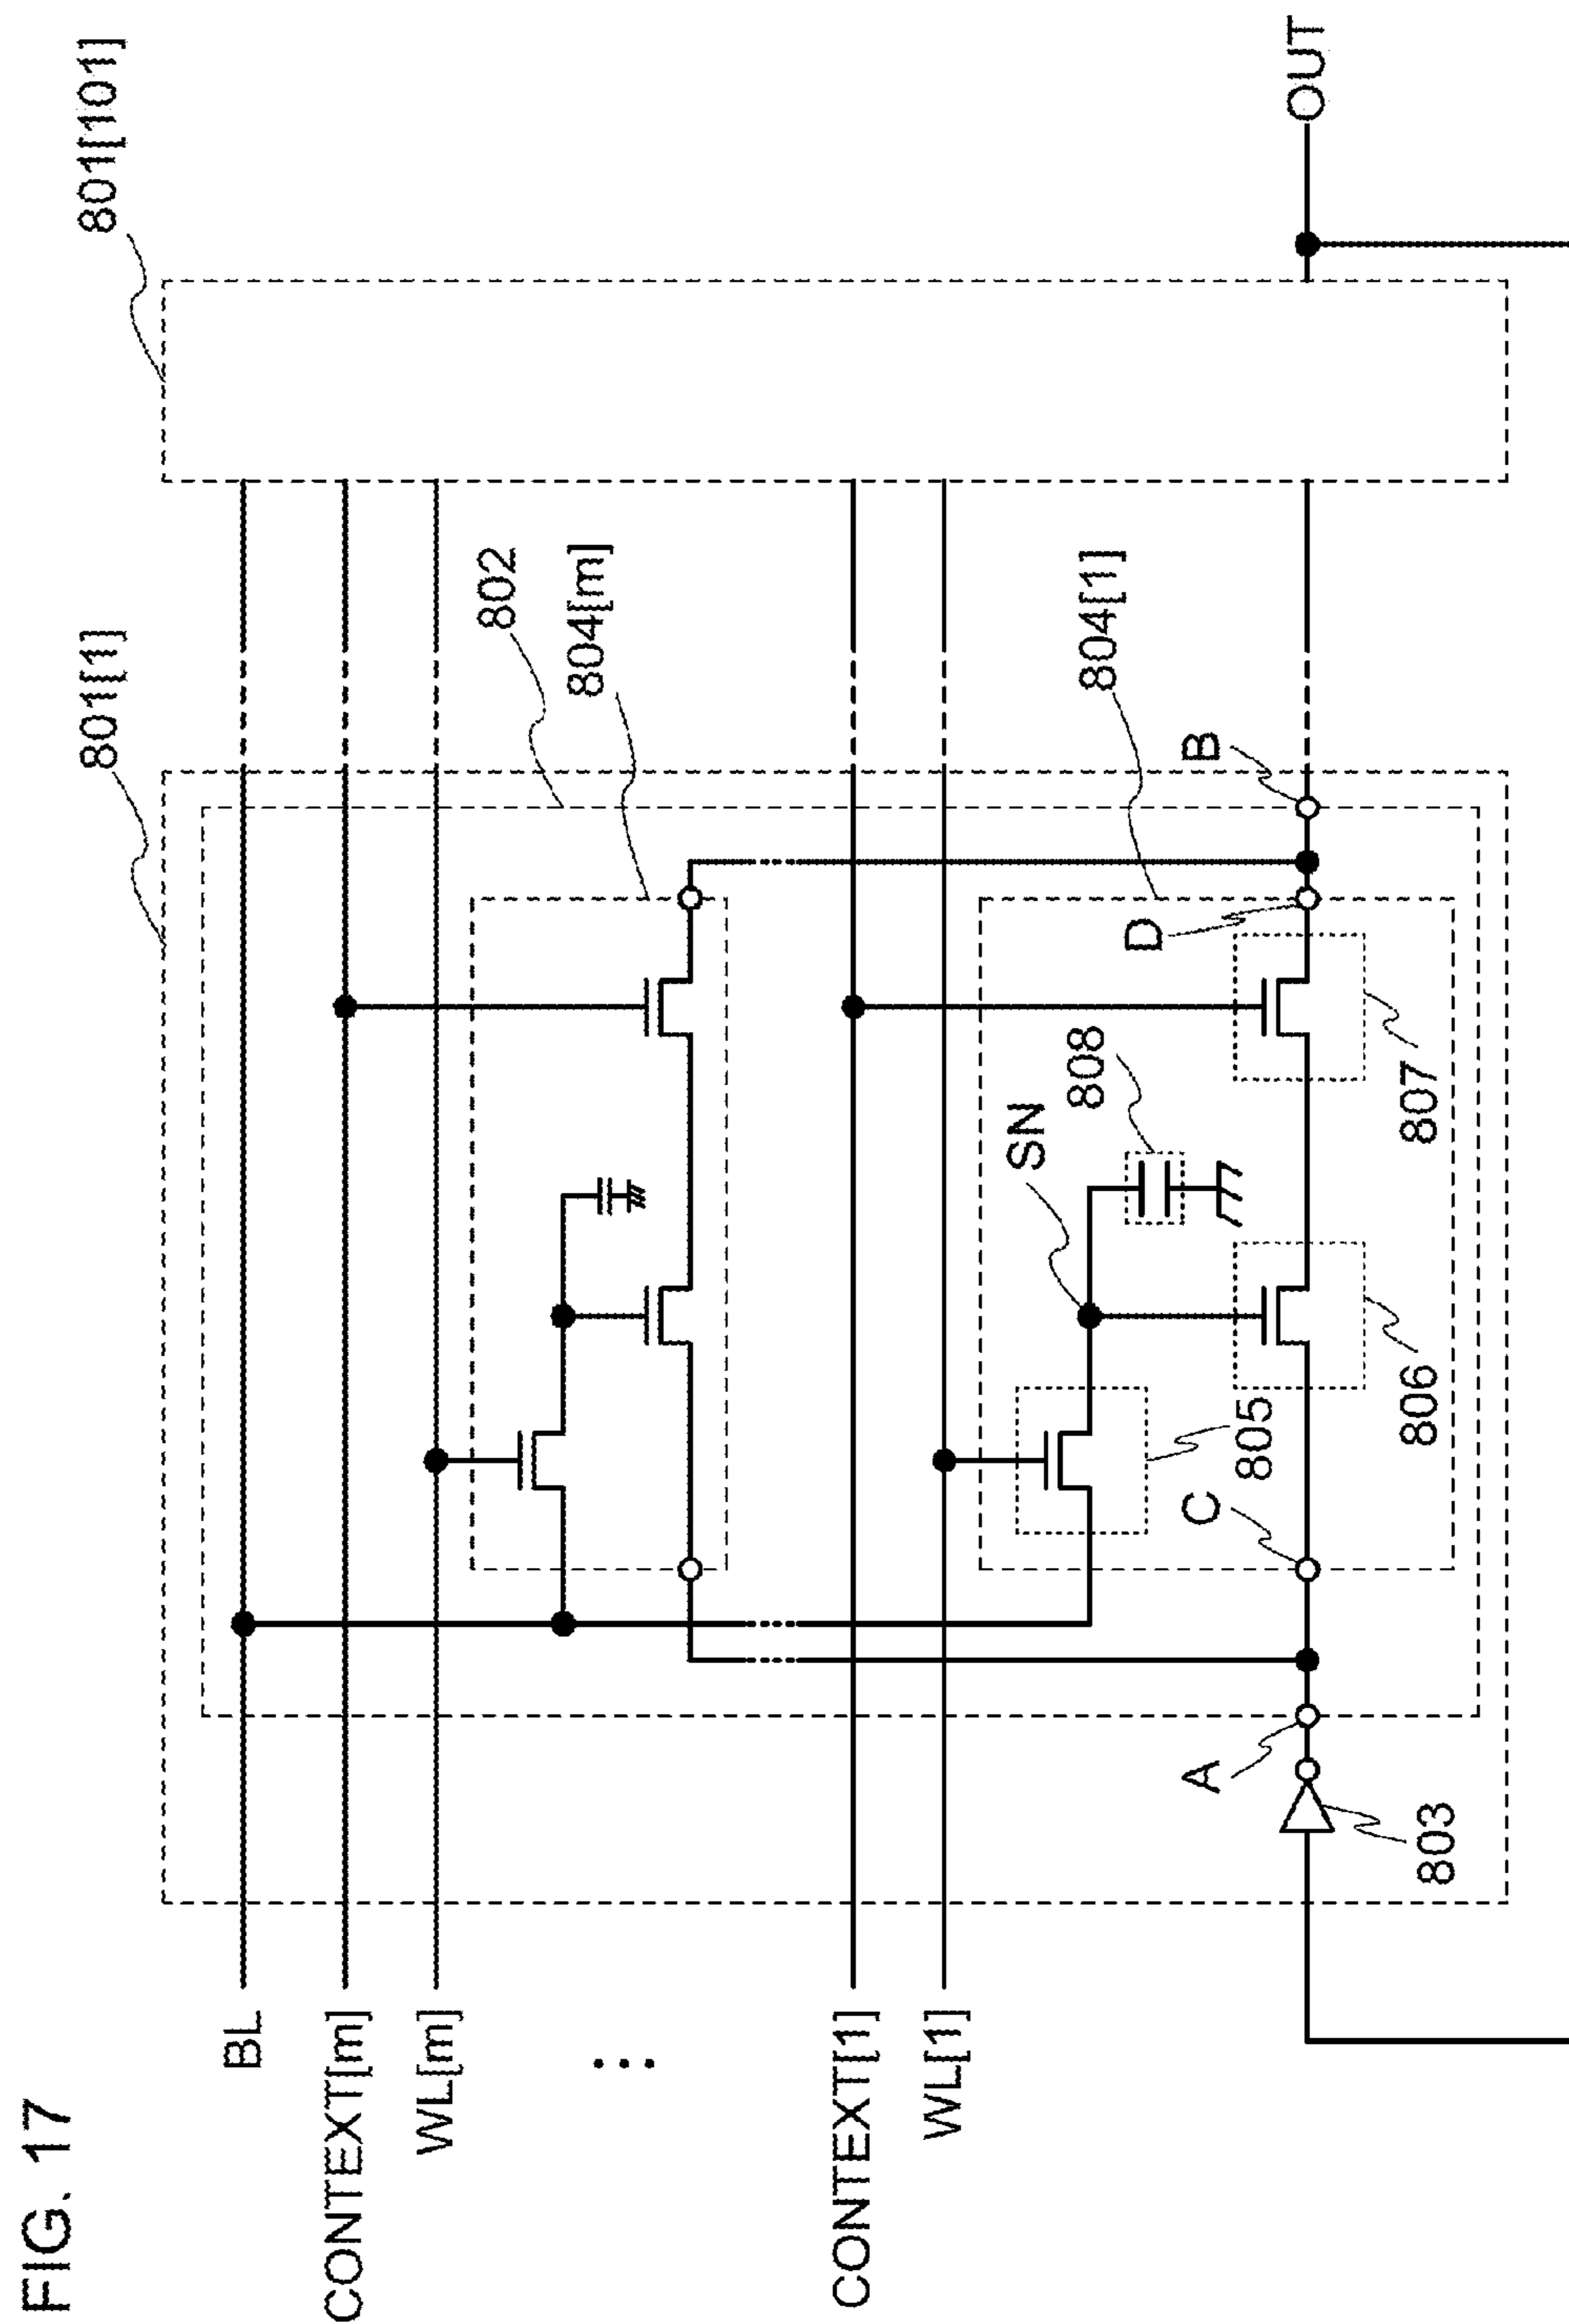 FIG. 17
801[1]
801[101]
BL
CONTEXT[m]
WL[m]
802
804[m]
⋮
CONTEXT[1]
WL[1]
804[1]
SN
808
805
A
C
D
B
OUT
803
806
807